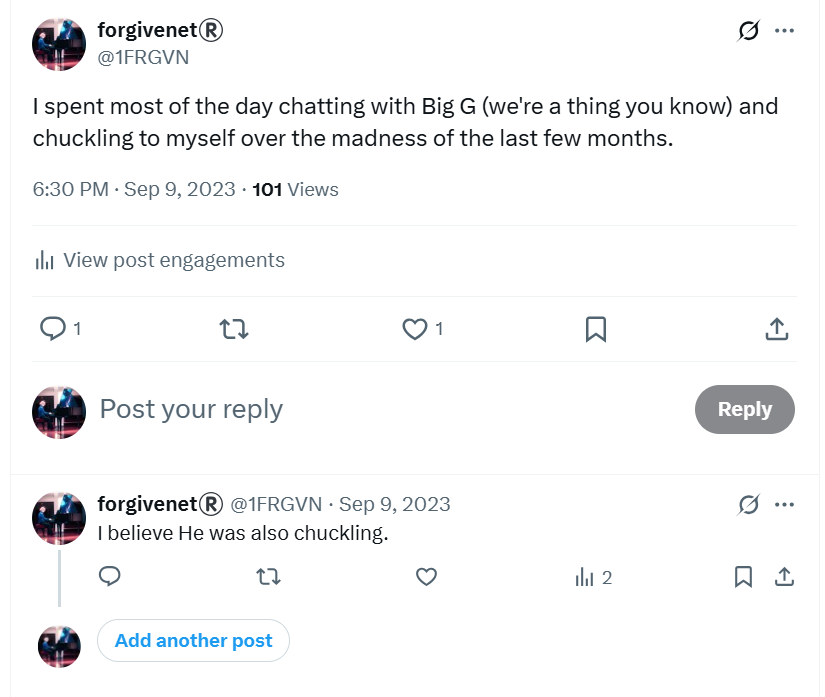 forgivenet®
@1FRGVN
I spent most of the day chatting with Big G (we're a thing you know) and
chuckling to myself over the madness of the last few months.
6:30 PM · Sep 9, 2023 · 101 Views
View post engagements
1 1
Post your reply
Reply
forgivenet® @1FRGVN · Sep 9, 2023
I believe He was also chuckling.
2
Add another post